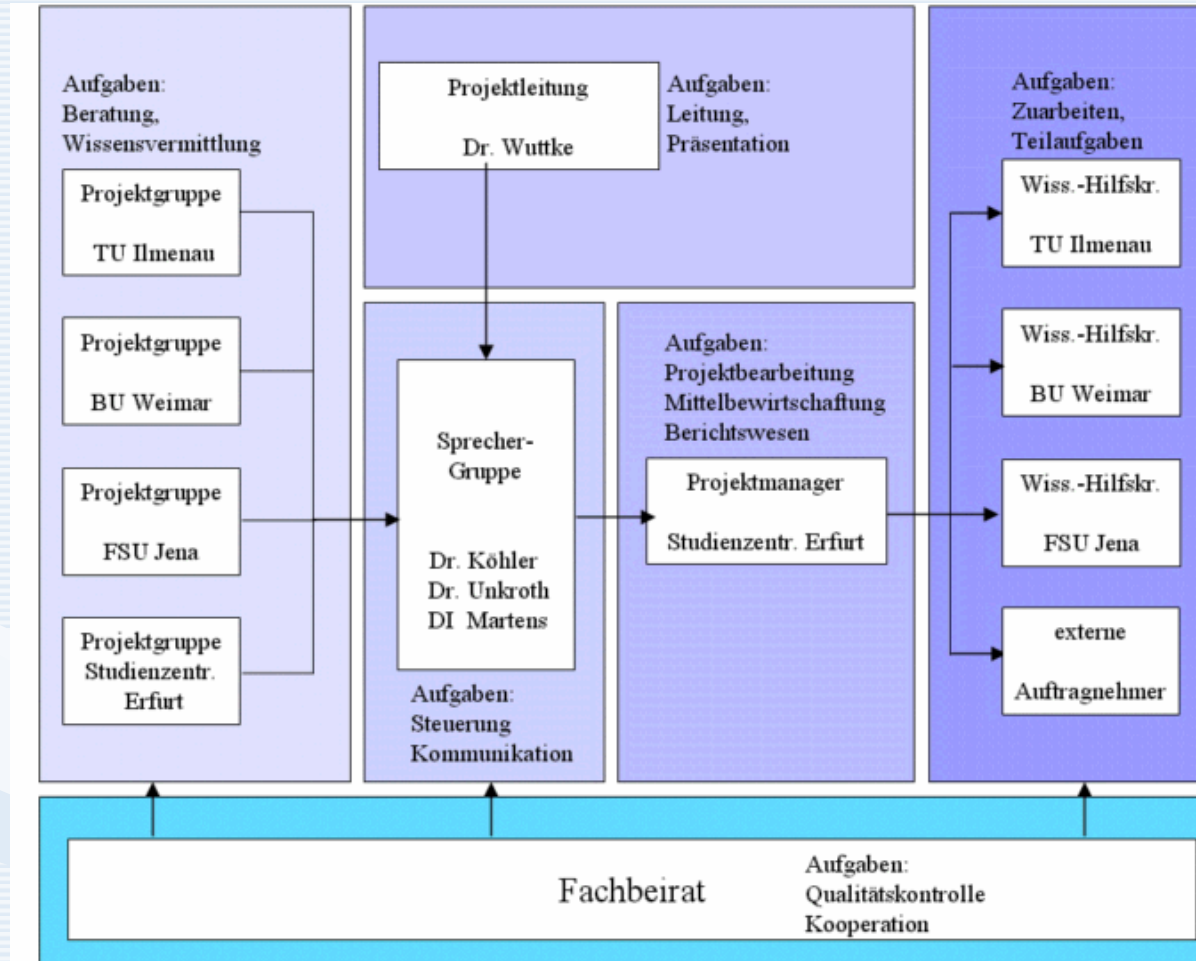 Aufgaben:
Beratung,
Wissensvermittlung
Projektgruppe
TU Ilmenau
Projektgruppe
BU Weimar
Projektgruppe
FSU Jena
Projektgruppe
Studienzentr.
Erfurt
Projektleitung
Dr. Wuttke
Aufgaben:
Leitung,
Präsentation
Sprecher-
Gruppe
Dr. Köhler
Dr. Unkroth
DI Martens
Aufgaben:
Steuerung
Kommunikation
Aufgaben:
Projektbearbeitung
Mittelbewirtschaftung
Berichtswesen
Projektmanager
Studienzentr. Erfurt
Aufgaben:
Zuarbeiten,
Teilaufgaben
Wiss.-Hilfskr.
TU Ilmenau
Wiss.-Hilfskr.
BU Weimar
Wiss.-Hilfskr.
FSU Jena
externe
Auftragnehmer
Fachbeirat
Aufgaben:
Qualitätskontrolle
Kooperation